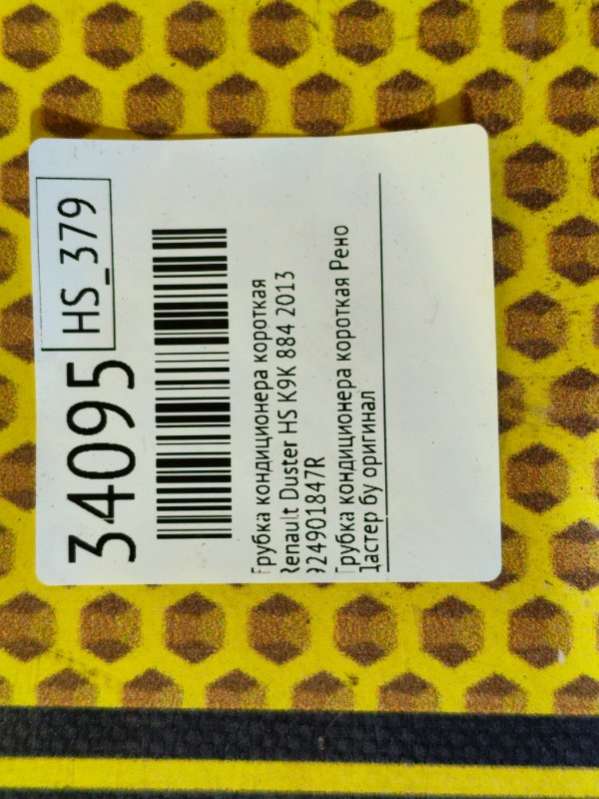 34095 HS_379
Трубка кондиционера короткая
Renault Duster HS K9K 884 2013
924901847R
Трубка кондиционера короткая Рено
Дастер бу оригинал